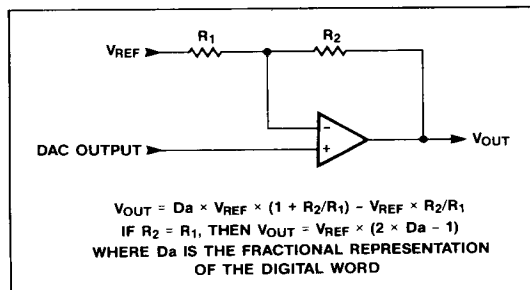 R1 R2
VREF
-
+
DAC OUTPUT
VOUT
VOUT = Da × VREF × (1 + R2/R1) – VREF × R2/R1
IF R2 = R1, THEN VOUT = VREF × (2 × Da – 1)
WHERE Da IS THE FRACTIONAL REPRESENTATION
OF THE DIGITAL WORD